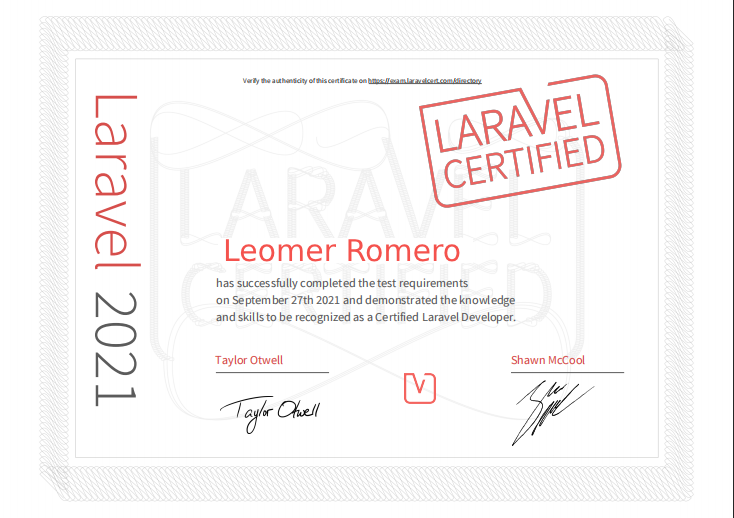 Verify the authenticity of this certificate on https://exam.laravelcert.com/directory
Laravel 2021
LARAVEL
CERTIFIED
LARAVEL
CERTIFIED
Leomer Romero
has successfully completed the test requirements
on September 27th 2021 and demonstrated the knowledge
and skills to be recognized as a Certified Laravel Developer.
Taylor Otwell
Shawn McCool
V
Taylor Otwell